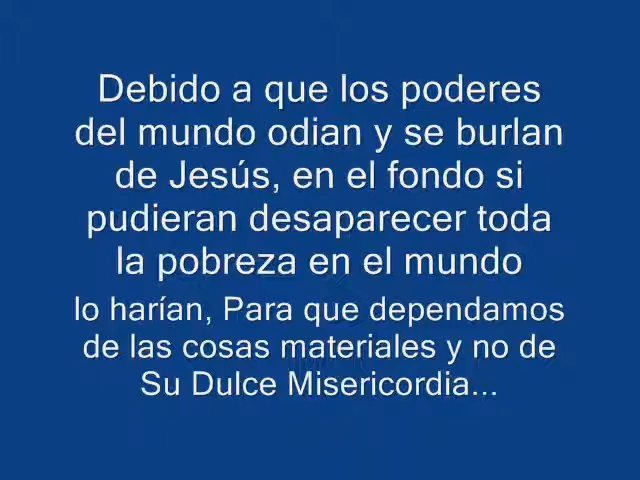 Debido a que los poderes
del mundo odian y se burlan
de Jesús, en el fondo si
pudieran desaparecer toda
la pobreza en el mundo
lo harían, Para que dependamos
de las cosas materiales y no de
Su Dulce Misericordia...